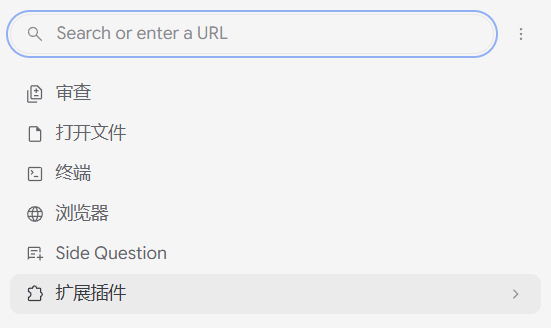 Search or enter a URL
审查
打开文件
终端
浏览器
Side Question
扩展插件